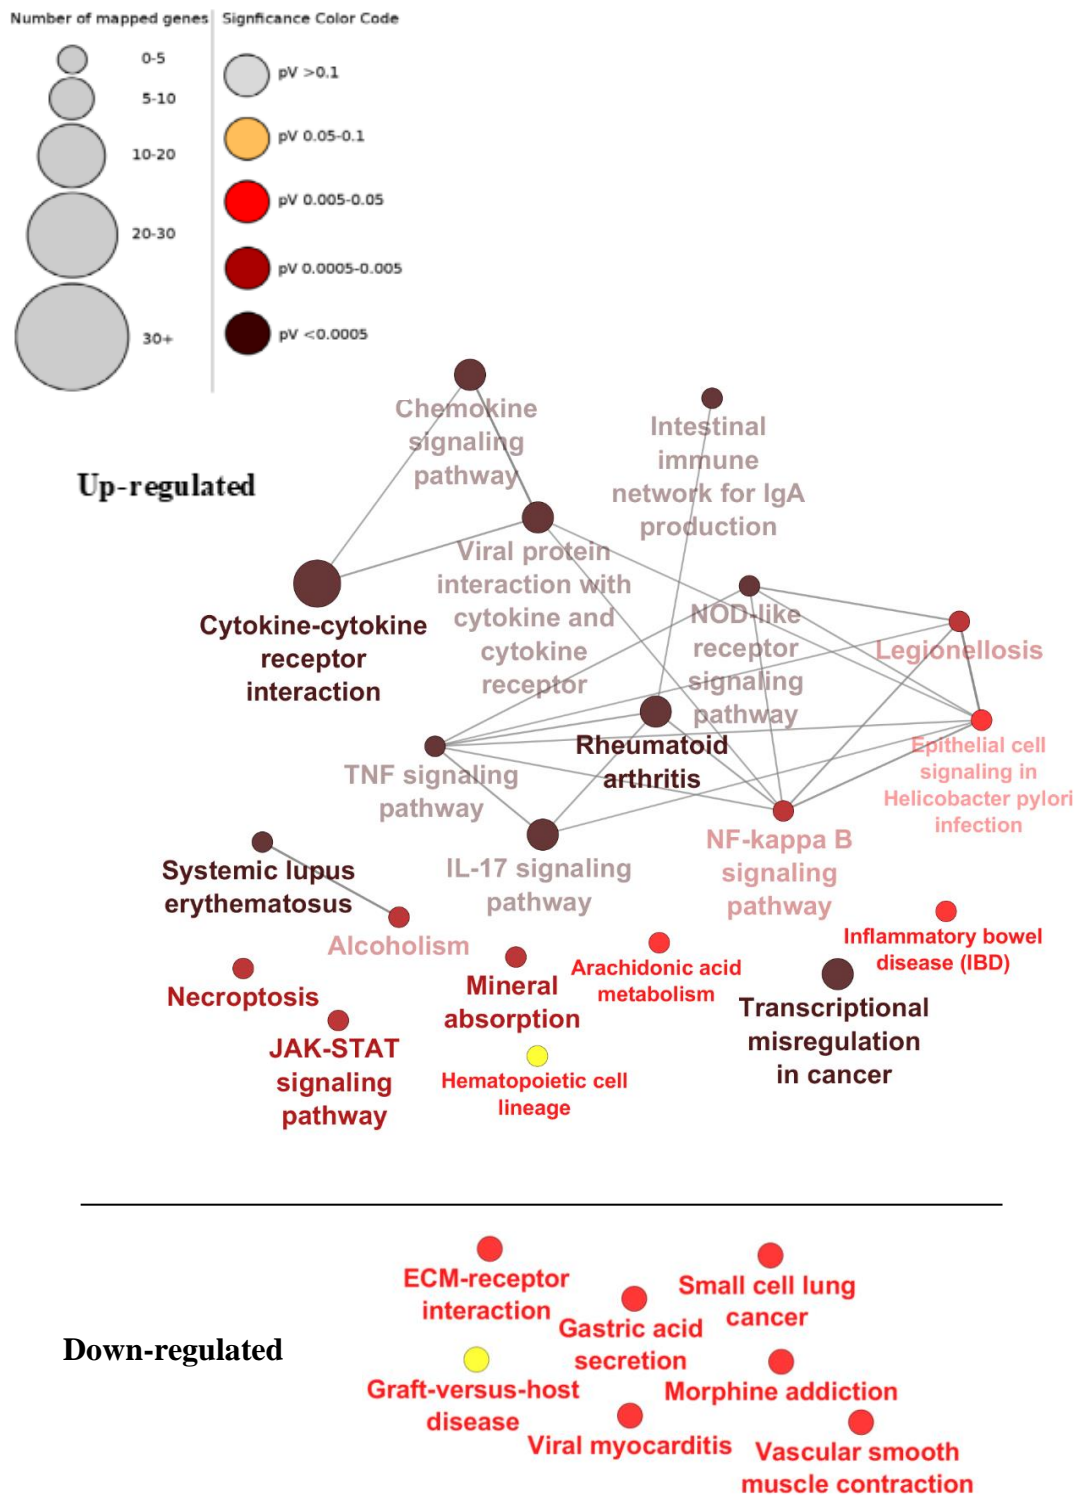 Number of mapped genes
Signficance Color Code
0-5
5-10
10-20
20-30
30+
pV >0.1
pV 0.05-0.1
pV 0.005-0.05
pV 0.0005-0.005
pV <0.0005
Up-regulated
Chemokine
signaling
pathway
Intestinal
immune
network for IgA
production
Viral protein
interaction with
cytokine and
cytokine
receptor
Cytokine-cytokine
receptor
interaction
NOD-like
receptor
signaling
pathway
Legionellosis
Rheumatoid
arthritis
Epithelial cell
signaling in
Helicobacter pylori
infection
TNF signaling
pathway
IL-17 signaling
pathway
NF-kappa B
signaling
pathway
Systemic lupus
erythematosus
Alcoholism
Inflammatory bowel
disease (IBD)
Necroptosis
Mineral
absorption
Arachidonic acid
metabolism
Transcriptional
misregulation
in cancer
JAK-STAT
signaling
pathway
Hematopoietic cell
lineage
Down-regulated
ECM-receptor
interaction
Small cell lung
cancer
Gastric acid
secretion
Graft-versus-host
disease
Morphine addiction
Viral myocarditis
Vascular smooth
muscle contraction